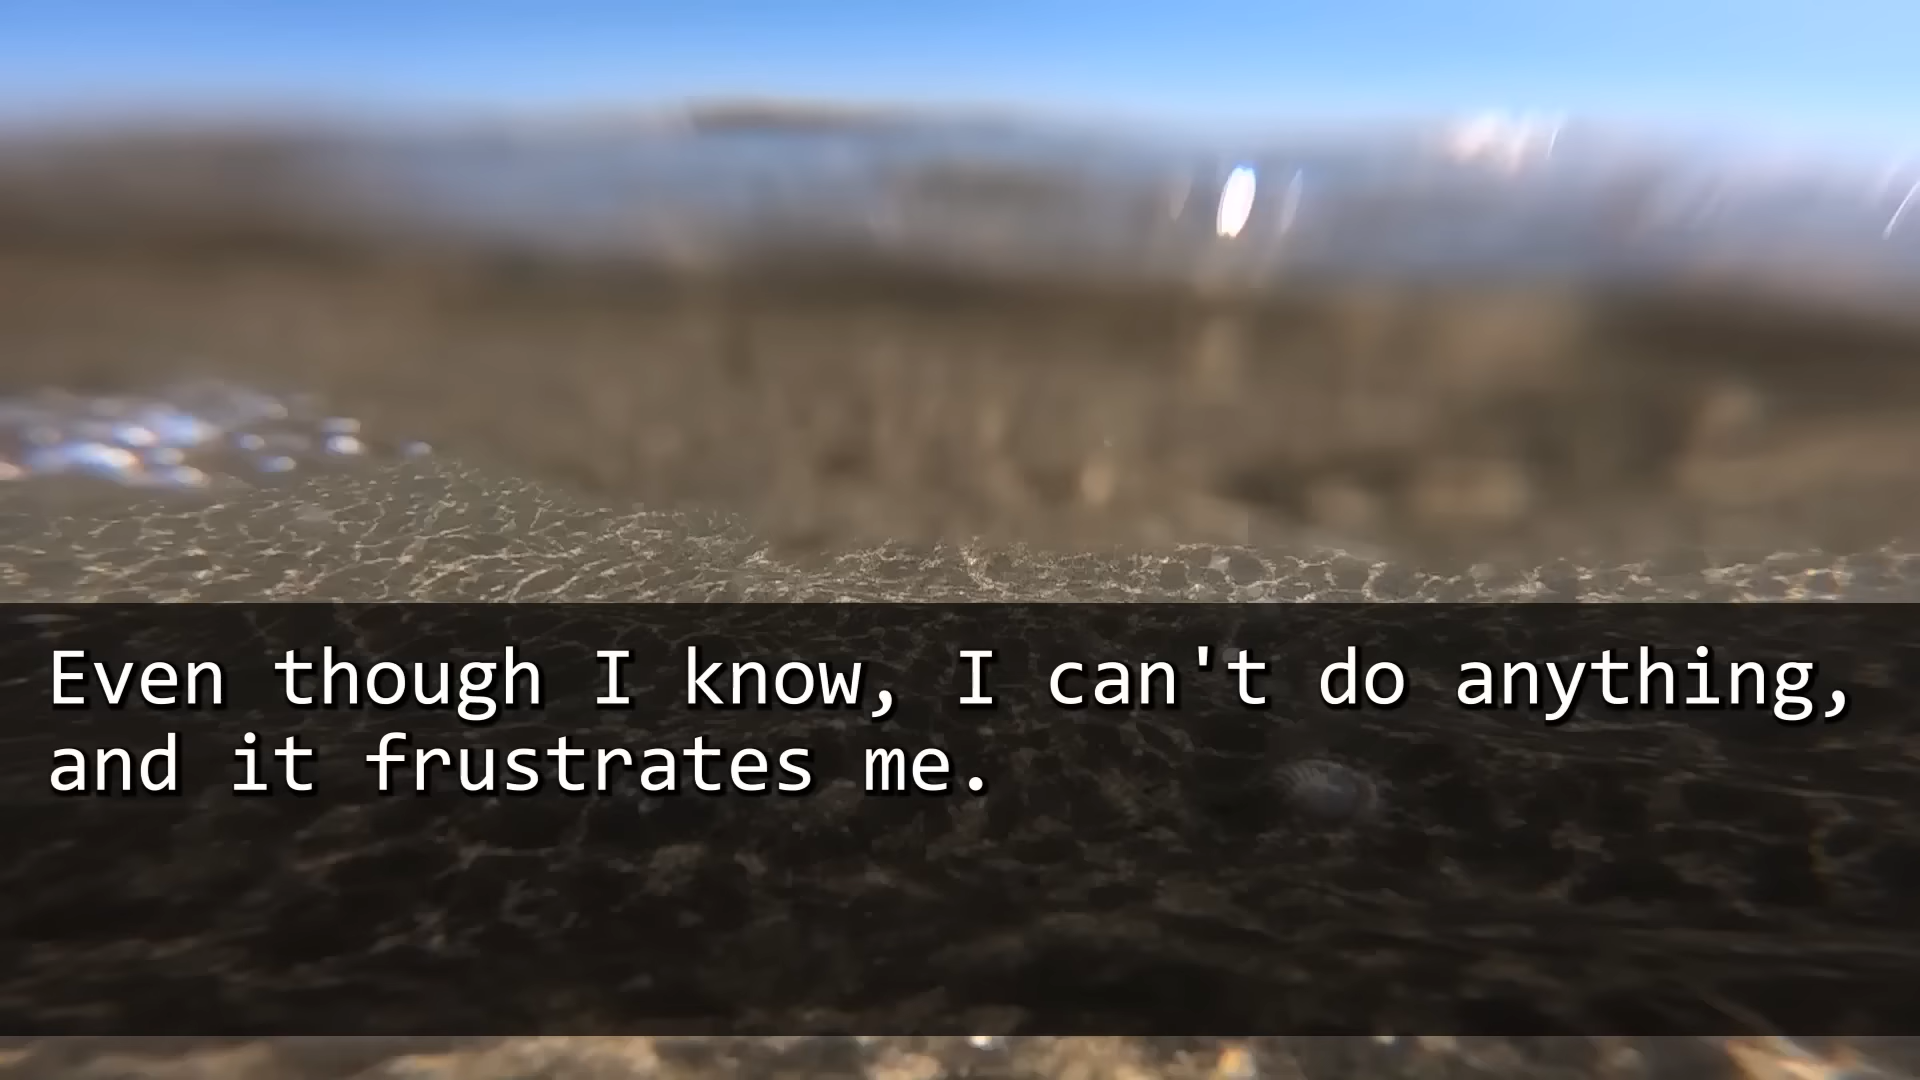 Even though I know, I can't do anything,
and it frustrates me.